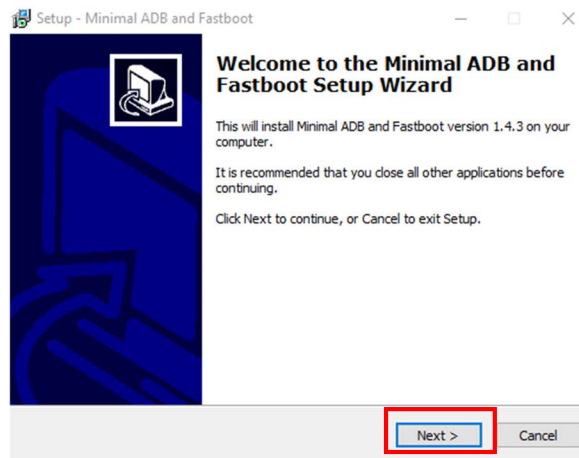 Setup - Minimal ADB and Fastboot
Welcome to the Minimal ADB and
Fastboot Setup Wizard
This will install Minimal ADB and Fastboot version 1.4.3 on your
computer.
It is recommended that you close all other applications before
continuing.
Click Next to continue, or Cancel to exit Setup.
Next >
Cancel